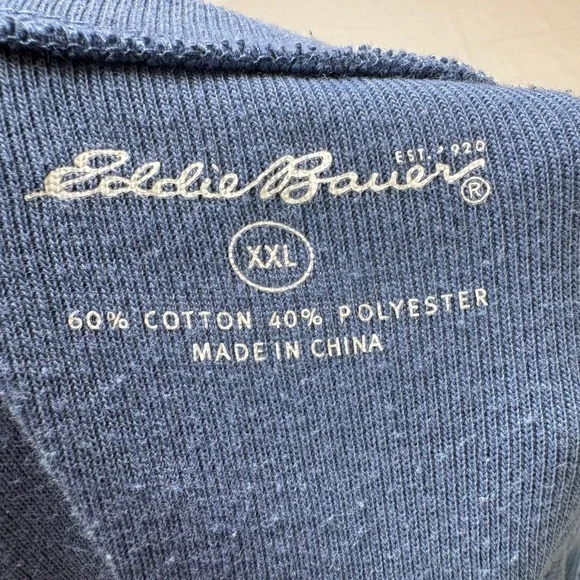 EST. 1920
Eddie Bauer®
XXL
60% COTTON 40% POLYESTER
MADE IN CHINA